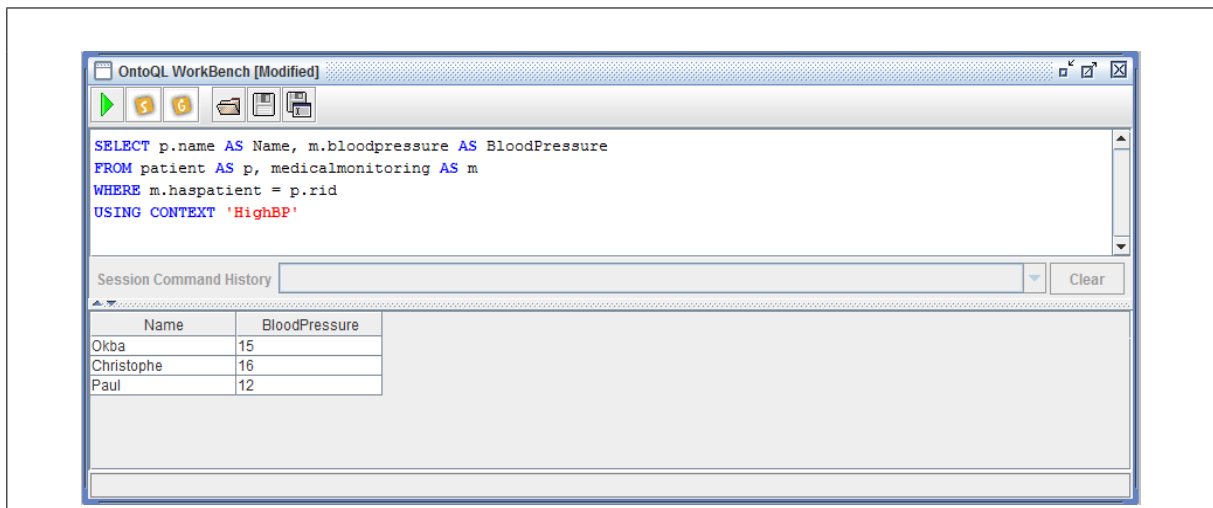 OntoQL WorkBench [Modified]
S G
SELECT p.name AS Name, m.bloodpressure AS BloodPressure
FROM patient AS p, medicalmonitoring AS m
WHERE m.haspatient = p.rid
USING CONTEXT 'HighBP'
Session Command History Clear
Name BloodPressure
Okba 15
Christophe 16
Paul 12